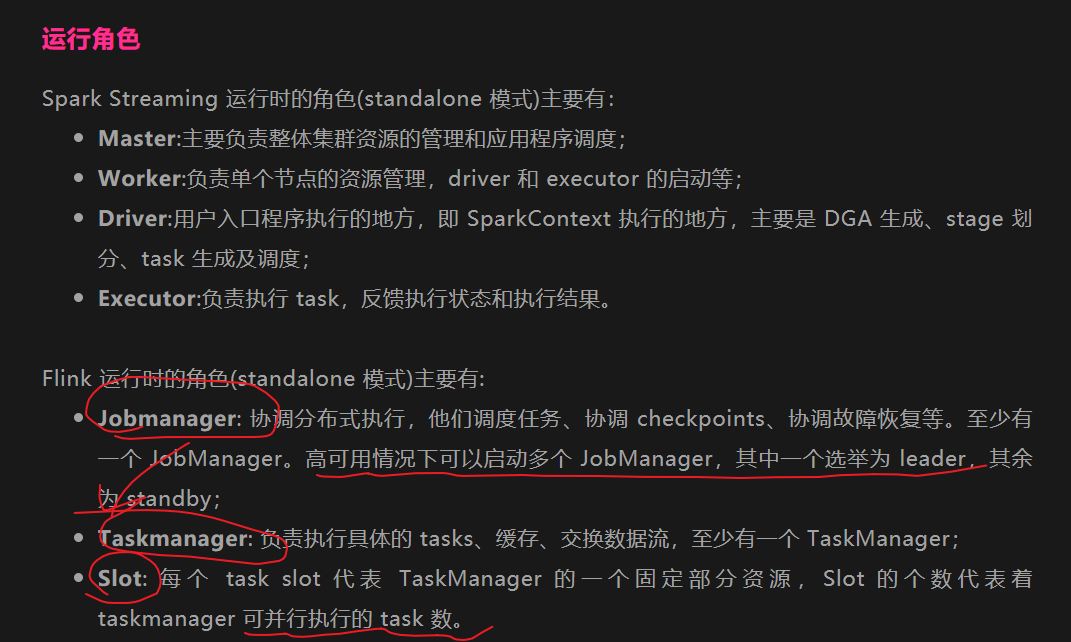 运行角色
Spark Streaming 运行时的角色(standalone 模式)主要有:
Master:主要负责整体集群资源的管理和应用程序调度；
Worker:负责单个节点的资源管理，driver 和 executor 的启动等；
Driver:用户入口程序执行的地方，即 SparkContext 执行的地方，主要是 DGA 生成、stage 划
分、task 生成及调度；
Executor:负责执行 task，反馈执行状态和执行结果。
Flink 运行时的角色(standalone 模式)主要有:
Jobmanager: 协调分布式执行，他们调度任务、协调 checkpoints、协调故障恢复等。至少有
一个 JobManager。高可用情况下可以启动多个 JobManager，其中一个选举为 leader，其余
为 standby；
Taskmanager: 负责执行具体的 tasks、缓存、交换数据流，至少有一个 TaskManager；
Slot: 每个 task slot 代表 TaskManager 的一个固定部分资源，Slot 的个数代表着
taskmanager 可并行执行的 task 数。